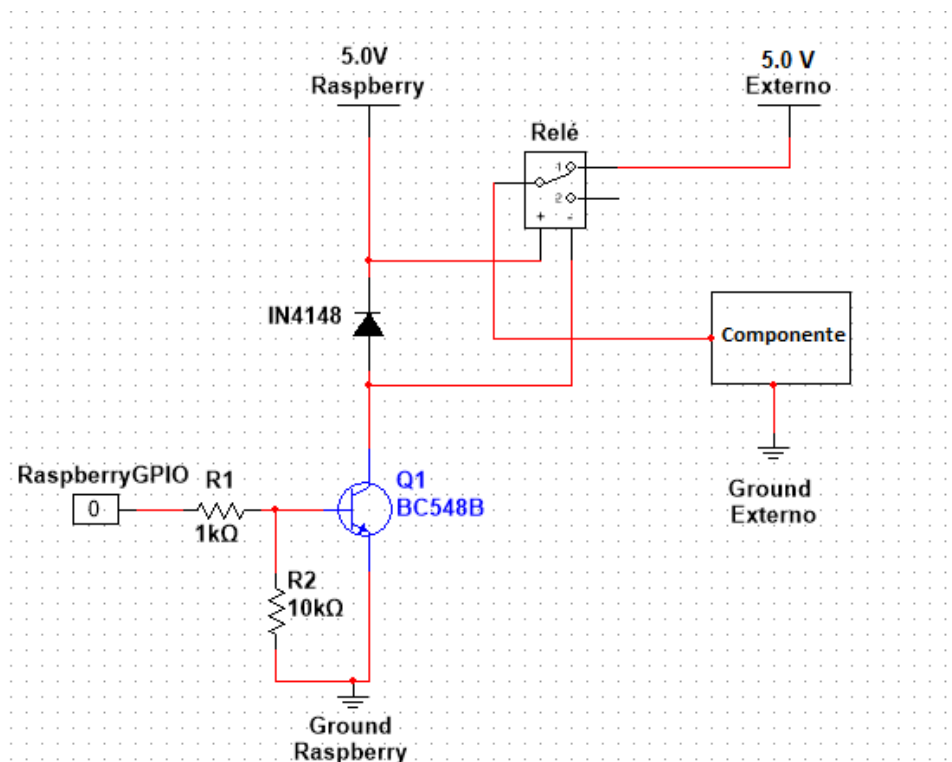 5.0V
Raspberry
5.0 V
Externo
Relé
1
2
+ -
IN4148
Componente
RaspberryGPIO
0
R1
1kΩ
Q1
BC548B
R2
10kΩ
Ground
Externo
Ground
Raspberry